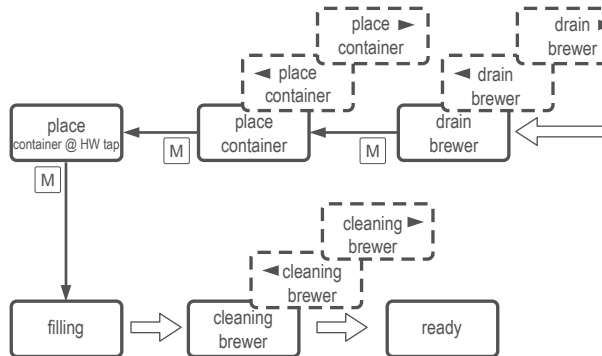 place ►
container
drain ►
brewer
◄ place
container
◄ drain
brewer
place
container @ HW tap
M
place
container
M
drain
brewer
M
cleaning ►
brewer
◄ cleaning
brewer
filling
cleaning
brewer
ready